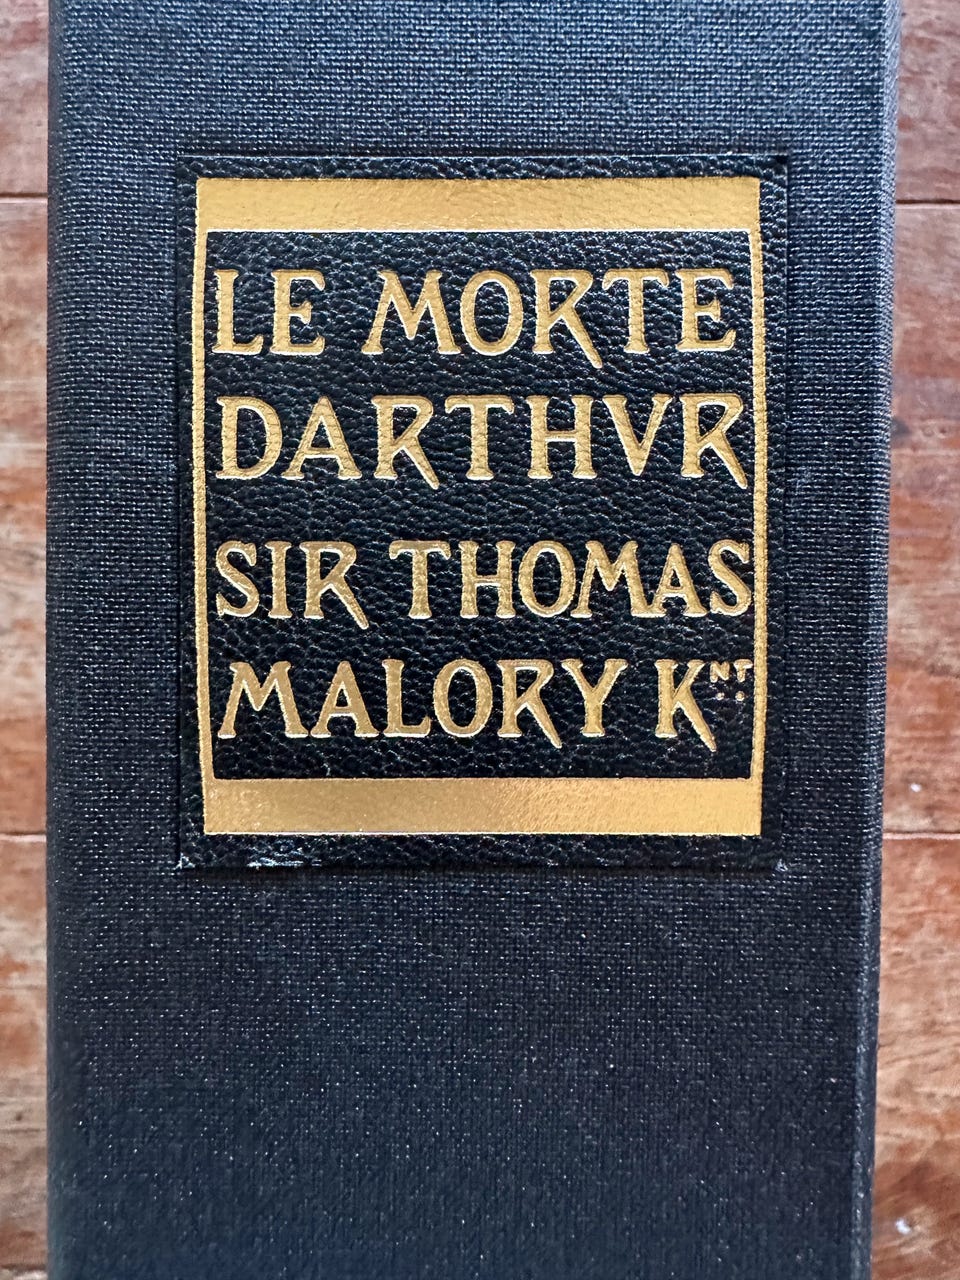 LE MORTE
DARTHVR
SIR THOMAS
MALORY KNT